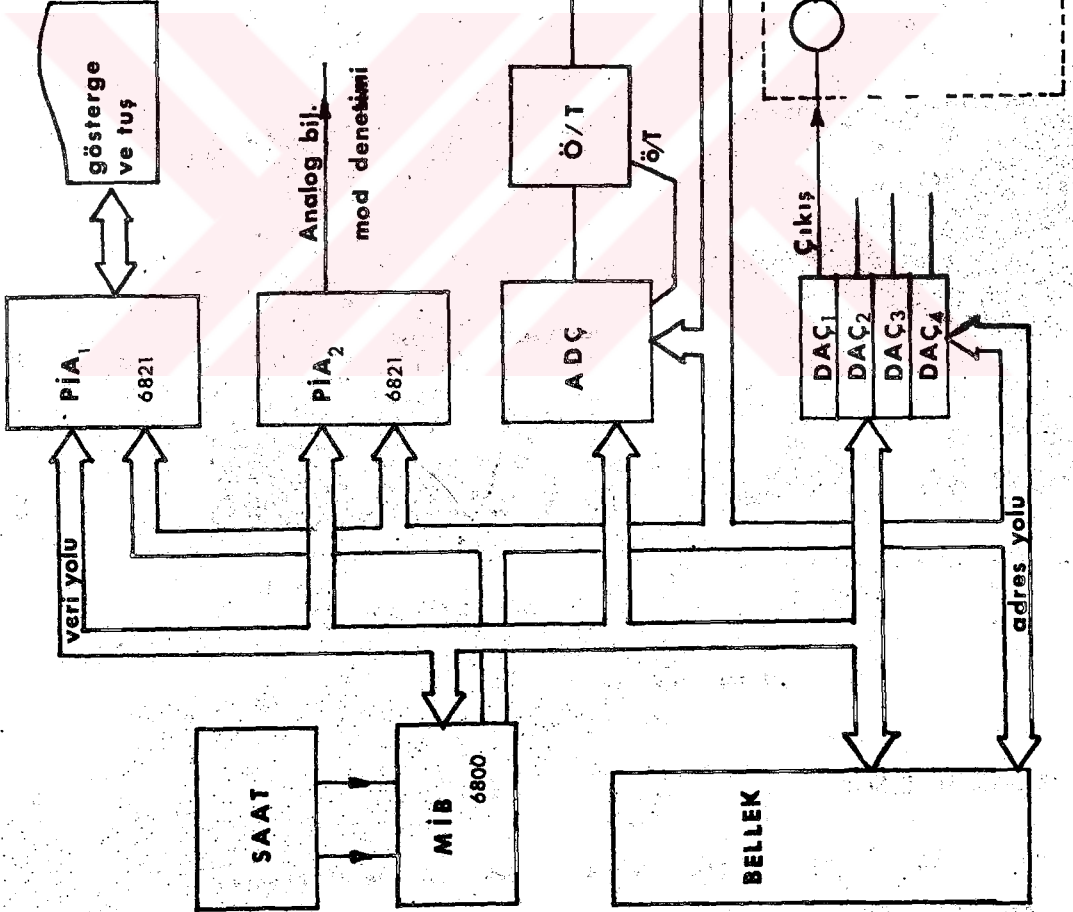 gösterge
ve tuş
Analog bil.
mod denetimi
Ö/T
Ö/T
Çıkış
PİA1
6821
PİA2
6821
ADÇ
DAÇ1
DAÇ2
DAÇ3
DAÇ4
veri yolu
adres yolu
SAAT
MİB
6800
BELLEK